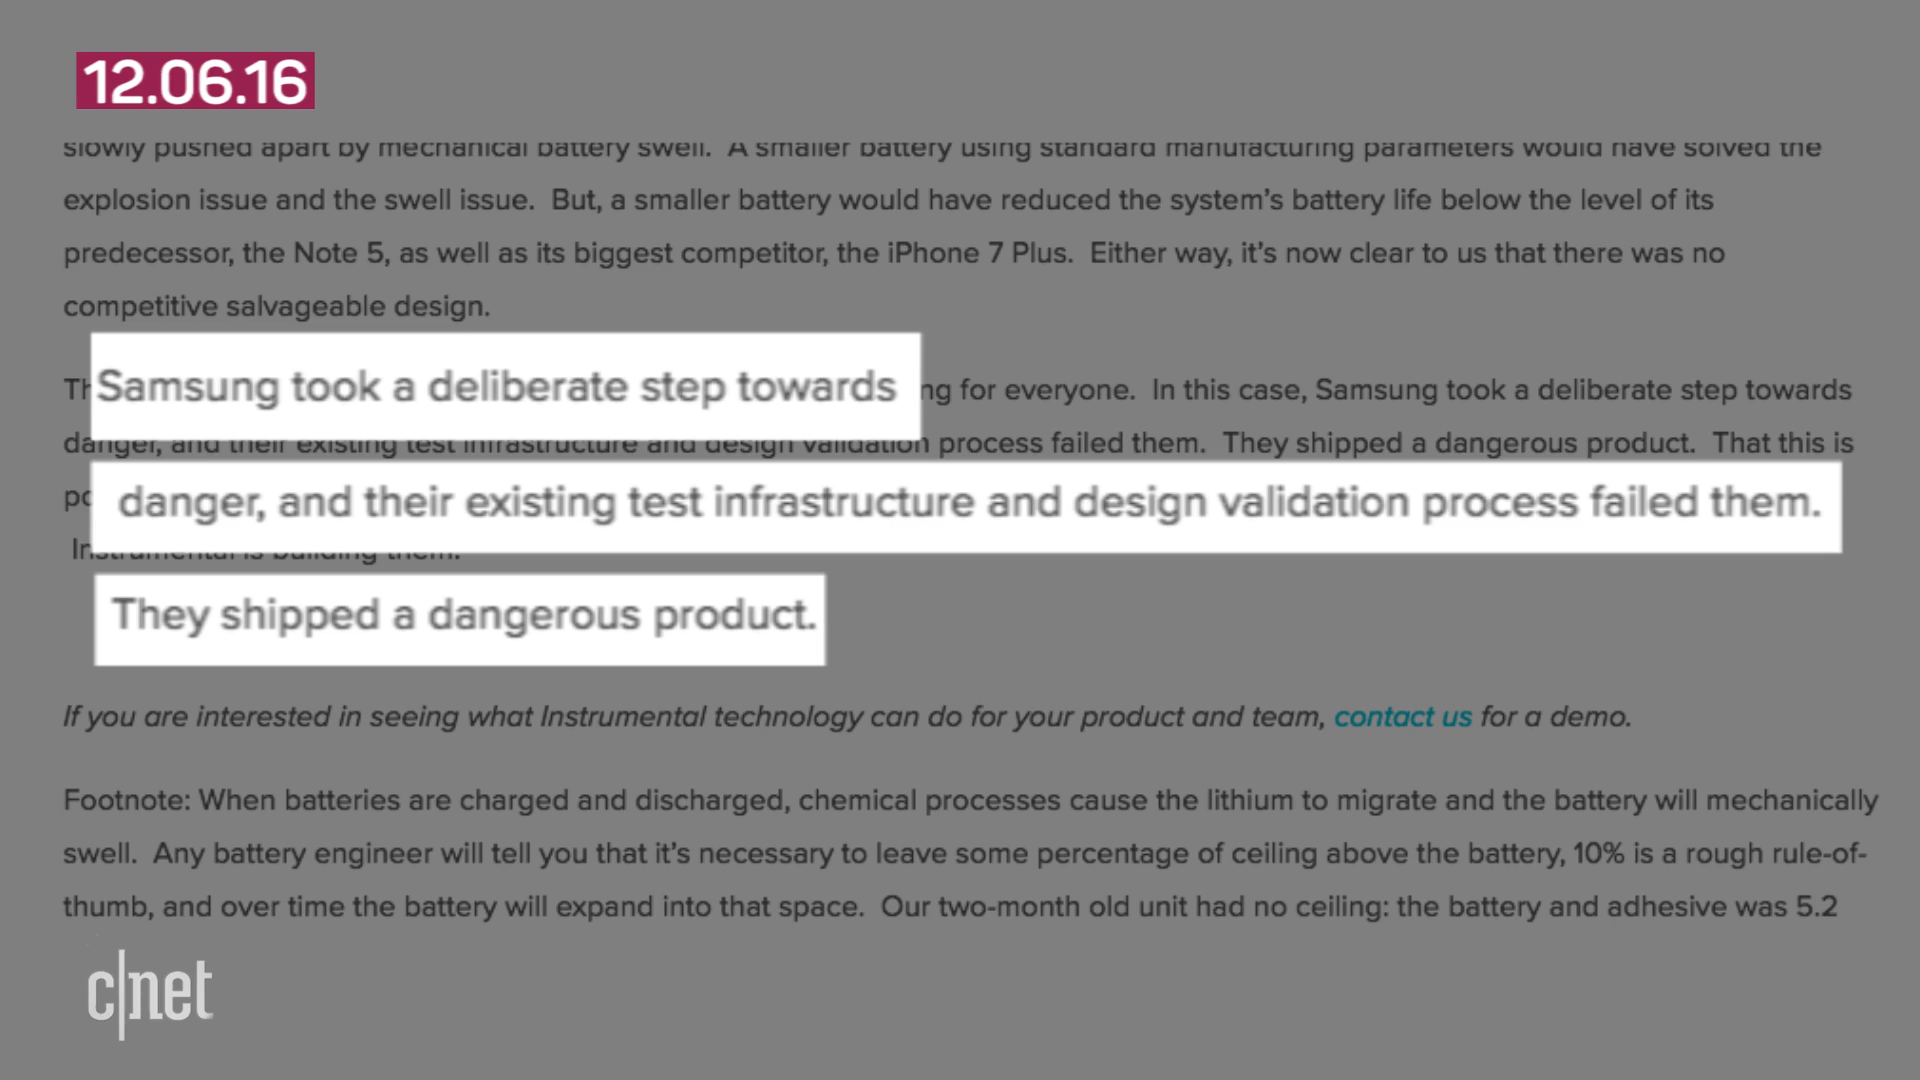 12.06.16
slowly pushed apart by mechanical battery swell. A smaller battery using standard manufacturing parameters would have solved the
explosion issue and the swell issue. But, a smaller battery would have reduced the system's battery life below the level of its
predecessor, the Note 5, as well as its biggest competitor, the iPhone 7 Plus. Either way, it's now clear to us that there was no
competitive salvageable design.
Samsung took a deliberate step towards
for everyone. In this case, Samsung took a deliberate step towards
danger, and their existing test infrastructure and design validation process failed them. They shipped a dangerous product. That this is
danger, and their existing test infrastructure and design validation process failed them.
Instrumental is building them.
They shipped a dangerous product.
If you are interested in seeing what Instrumental technology can do for your product and team, contact us for a demo.
Footnote: When batteries are charged and discharged, chemical processes cause the lithium to migrate and the battery will mechanically
swell. Any battery engineer will tell you that it's necessary to leave some percentage of ceiling above the battery, 10% is a rough rule-of-
thumb, and over time the battery will expand into that space. Our two-month old unit had no ceiling: the battery and adhesive was 5.2
c|net